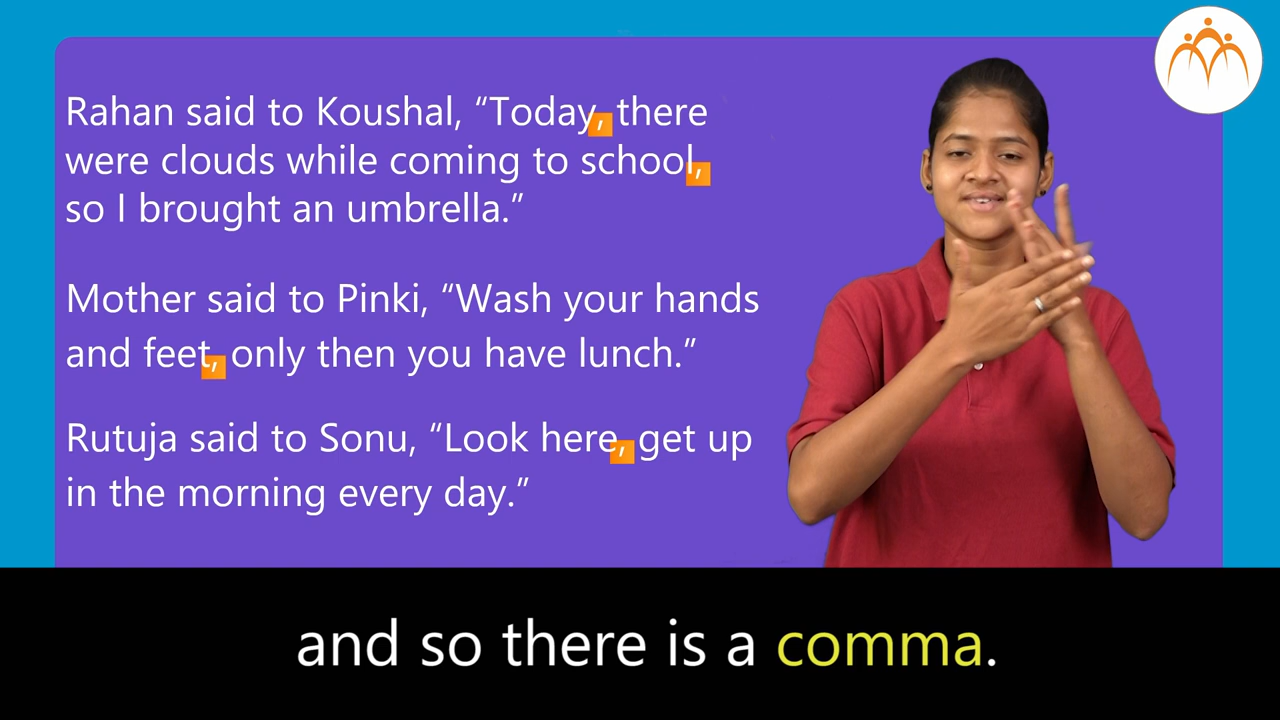 Rahan said to Koushal, “Today, there
were clouds while coming to school,
so I brought an umbrella.”
Mother said to Pinki, “Wash your hands
and feet, only then you have lunch.”
Rutuja said to Sonu, “Look here, get up
in the morning every day.”
and so there is a comma.